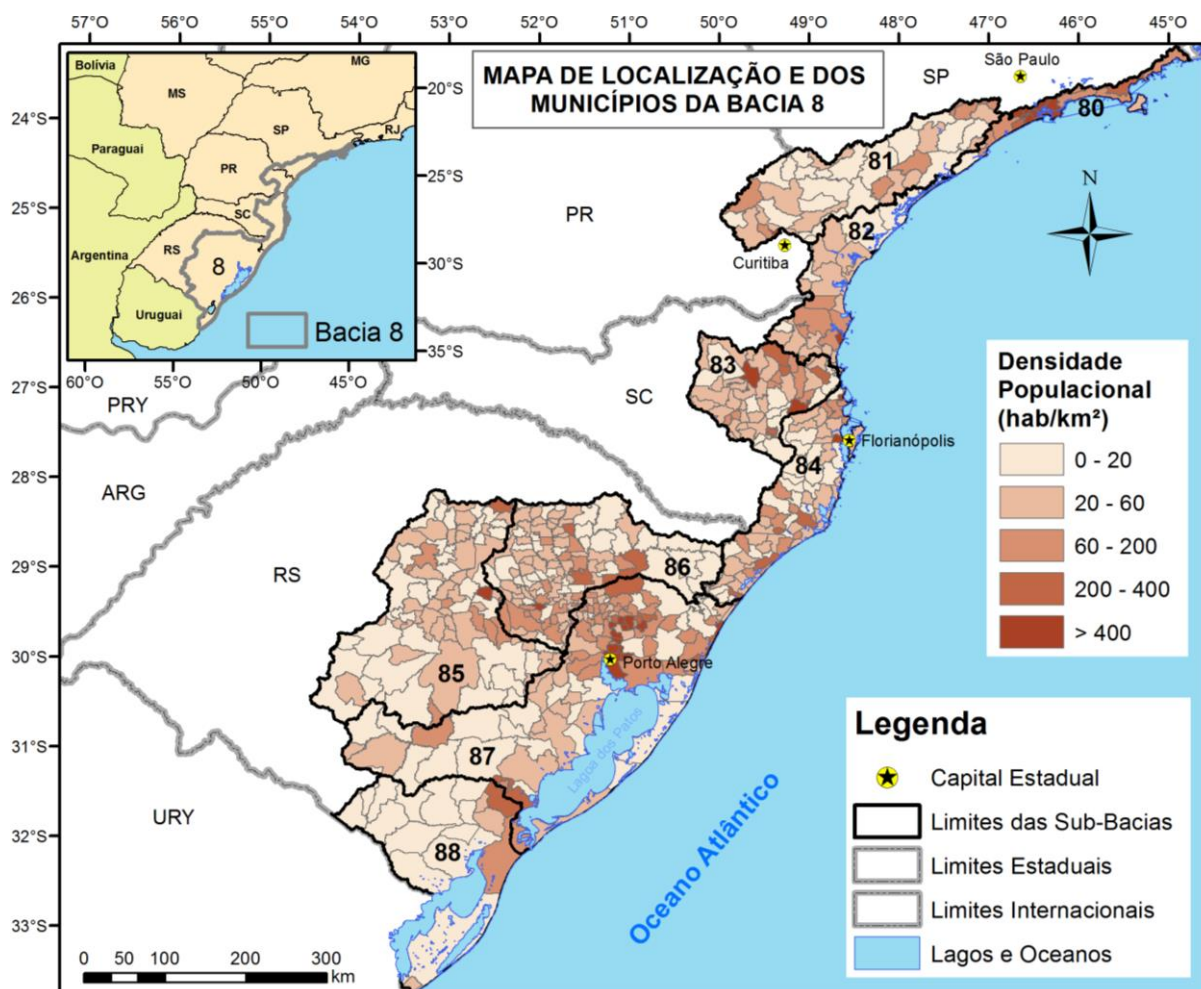 57°O
56°O
55°O
54°O
53°O
52°O
51°O
50°O
49°O
48°O
47°O
46°O
45°O
24°S
25°S
26°S
27°S
28°S
29°S
30°S
31°S
32°S
33°S
MAPA DE LOCALIZAÇÃO E DOS
MUNICÍPIOS DA BACIA 8
Bolívia
MG
MS
SP
RJ
Paraguai
PR
SC
Argentina
RS
8
Uruguai
Bacia 8
20°S
25°S
30°S
35°S
60°O
55°O
50°O
45°O
SP
São Paulo
80
81
82
PR
Curitiba
N
83
SC
84
Florianópolis
PRY
ARG
RS
86
85
Porto Alegre
Lagoa dos Patos
87
URY
88
Oceano Atlântico
Densidade
Populacional
(hab/km²)
0 - 20
20 - 60
60 - 200
200 - 400
> 400
Legenda
Capital Estadual
Limites das Sub-Bacias
Limites Estaduais
Limites Internacionais
Lagos e Oceanos
0 50 100 200 300
km